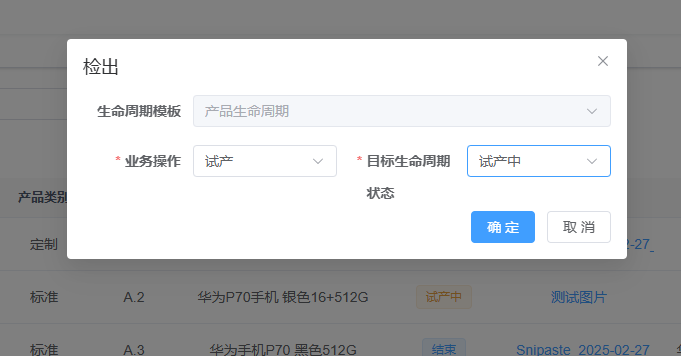 检出
生命周期模板 产品生命周期
* 业务操作 试产 * 目标生命周期状态 试产中
确 定 取 消
产品类别
定制 2-27_
标准 A.2 华为P70手机 银色16+512G 试产中 测试图片
标准 A.3 华为手机P70 黑色512G 结束 Snipaste_2025-02-27_